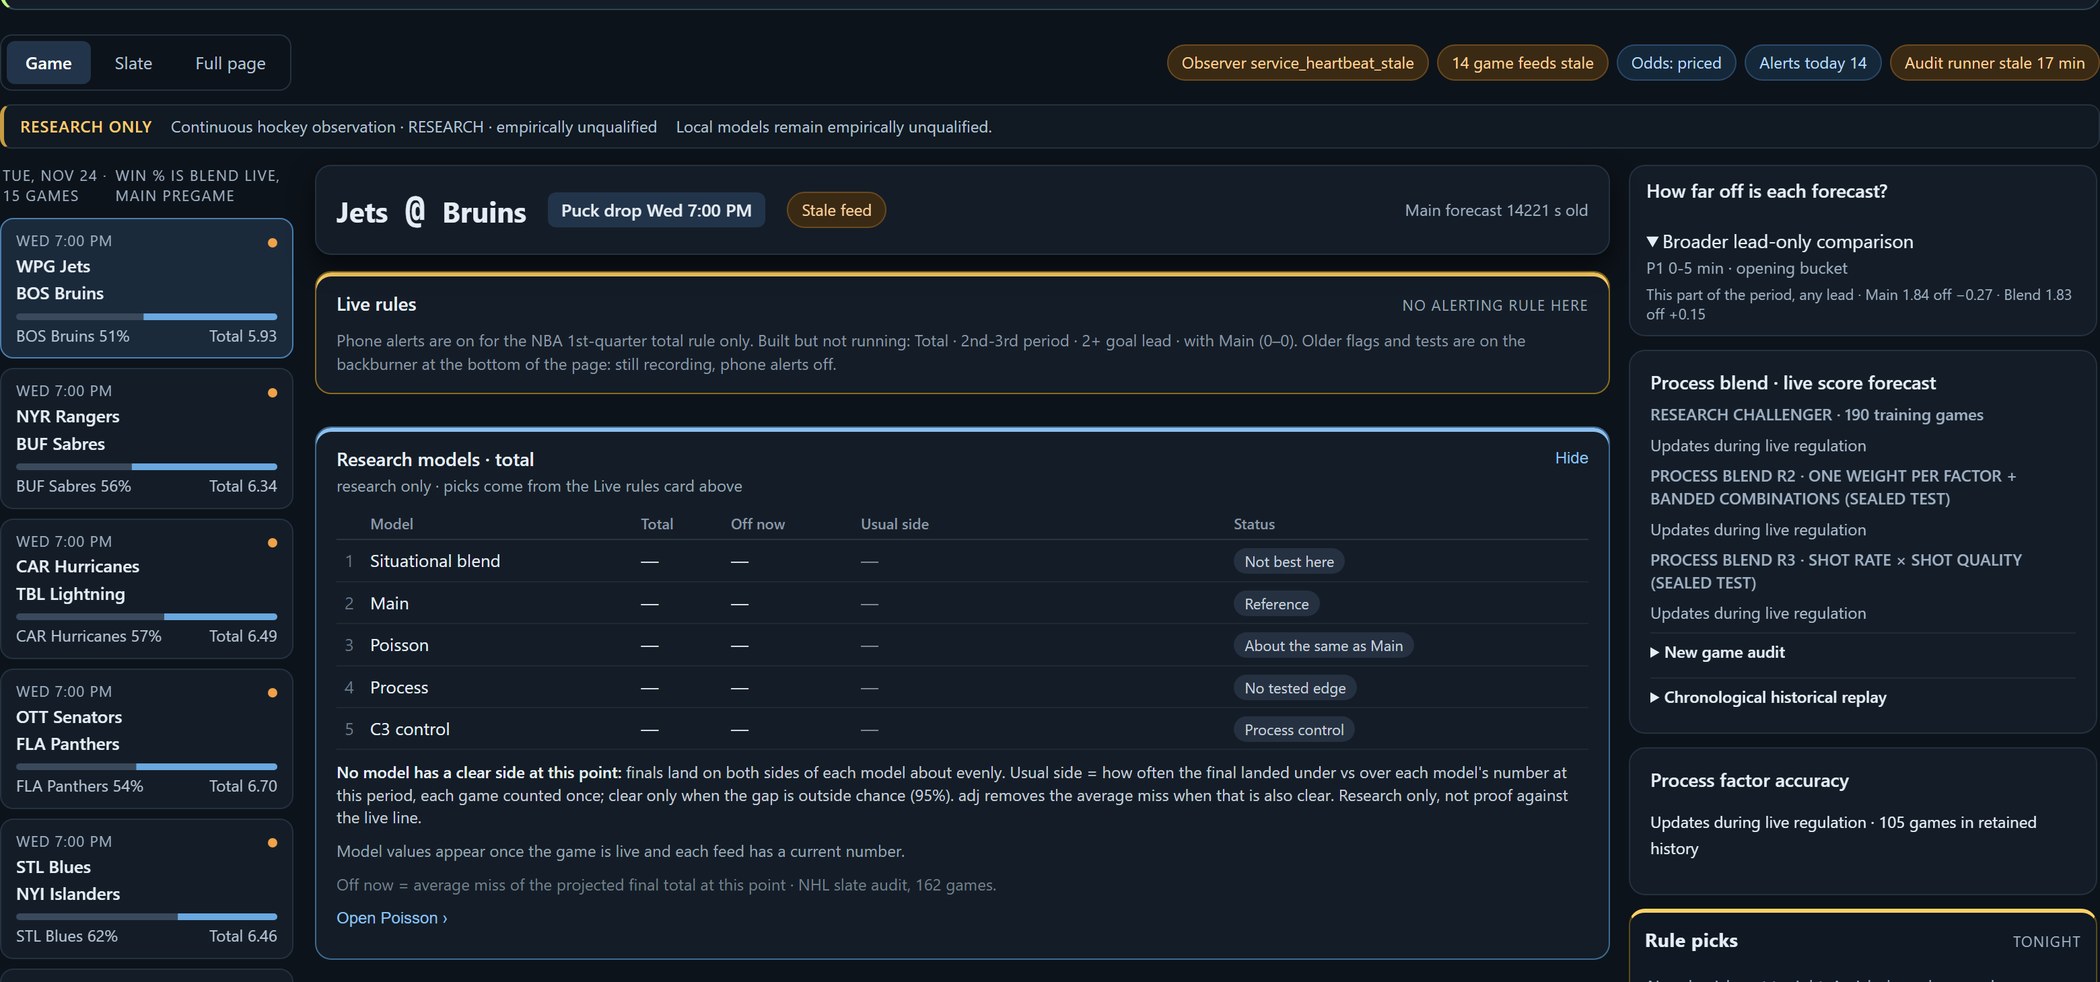 Game
Slate
Full page
Observer service_heartbeat_stale
14 game feeds stale
Odds: priced
Alerts today 14
Audit runner stale 17 min
RESEARCH ONLY Continuous hockey observation · RESEARCH · empirically unqualified Local models remain empirically unqualified.
TUE, NOV 24 ·
15 GAMES
WIN % IS BLEND LIVE,
MAIN PREGAME
WED 7:00 PM
WPG Jets
BOS Bruins
BOS Bruins 51% Total 5.93
WED 7:00 PM
NYR Rangers
BUF Sabres
BUF Sabres 56% Total 6.34
WED 7:00 PM
CAR Hurricanes
TBL Lightning
CAR Hurricanes 57% Total 6.49
WED 7:00 PM
OTT Senators
FLA Panthers
FLA Panthers 54% Total 6.70
WED 7:00 PM
STL Blues
NYI Islanders
STL Blues 62% Total 6.46
Jets @ Bruins
Puck drop Wed 7:00 PM
Stale feed
Main forecast 14221 s old
Live rules
NO ALERTING RULE HERE
Phone alerts are on for the NBA 1st-quarter total rule only. Built but not running: Total · 2nd-3rd period · 2+ goal lead · with Main (0–0). Older flags and tests are on the
backburner at the bottom of the page: still recording, phone alerts off.
Research models · total
Hide
research only · picks come from the Live rules card above
Model Total Off now Usual side Status
1 Situational blend — — — Not best here
2 Main — — — Reference
3 Poisson — — — About the same as Main
4 Process — — — No tested edge
5 C3 control — — — Process control
No model has a clear side at this point: finals land on both sides of each model about evenly. Usual side = how often the final landed under vs over each model's number at
this period, each game counted once; clear only when the gap is outside chance (95%). adj removes the average miss when that is also clear. Research only, not proof against
the live line.
Model values appear once the game is live and each feed has a current number.
Off now = average miss of the projected final total at this point · NHL slate audit, 162 games.
Open Poisson ›
How far off is each forecast?
▼ Broader lead-only comparison
P1 0-5 min · opening bucket
This part of the period, any lead · Main 1.84 off −0.27 · Blend 1.83
off +0.15
Process blend · live score forecast
RESEARCH CHALLENGER · 190 training games
Updates during live regulation
PROCESS BLEND R2 · ONE WEIGHT PER FACTOR +
BANDED COMBINATIONS (SEALED TEST)
Updates during live regulation
PROCESS BLEND R3 · SHOT RATE × SHOT QUALITY
(SEALED TEST)
Updates during live regulation
▶ New game audit
▶ Chronological historical replay
Process factor accuracy
Updates during live regulation · 105 games in retained
history
Rule picks
TONIGHT